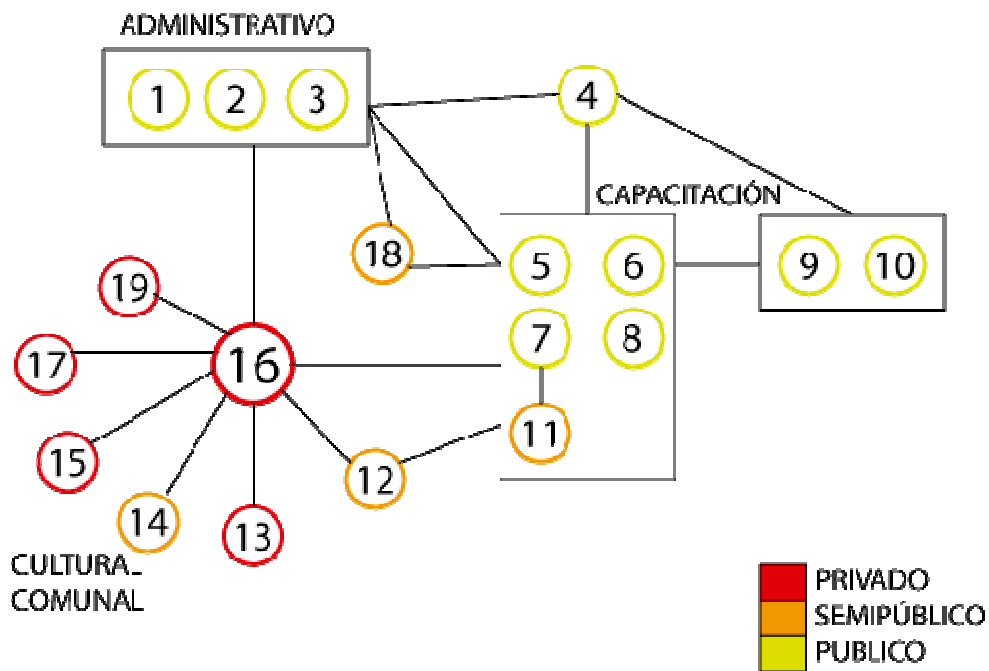 ADMINISTRATIVO
1 2 3
4
CAPACITACIÓN
18
5 6
9 10
19
7 8
17
16
11
15
12
14
13
CULTURAL
COMUNAL
PRIVADO
SEMIPÚBLICO
PUBLICO